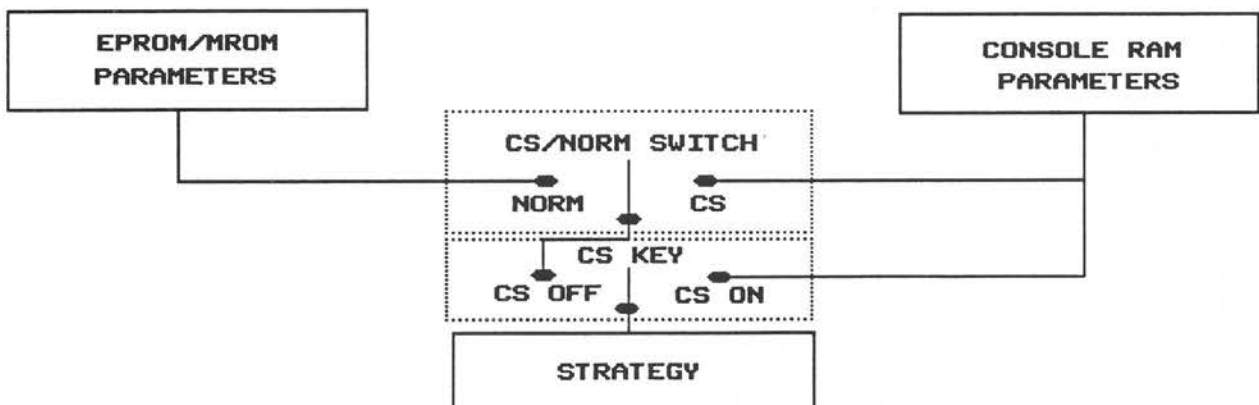 EPROM/MROM
PARAMETERS
CONSOLE RAM
PARAMETERS
CS/NORM SWITCH
NORM CS
CS KEY
CS OFF CS ON
STRATEGY